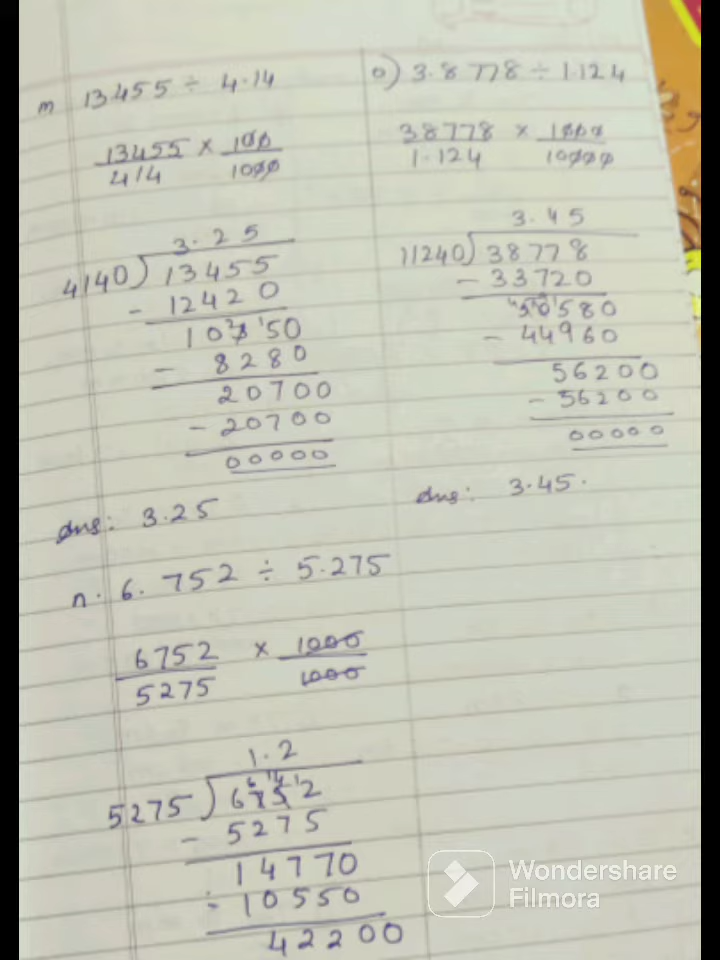 m 13455 ÷ 4.14
13455 × 100
414 1000
3.25
4140) 13455
- 12420
10350
- 8280
20700
- 20700
00000
Ans: 3.25
o) 3.8778 ÷ 1.124
38778 × 1000
1.124 10000
3.45
11240) 38778
- 33720
50580
- 44960
56200
- 56200
00000
Ans: 3.45.
n. 6.752 ÷ 5.275
6752 × 1000
5275 1000
1.2
5275) 6752
- 5275
14770
- 10550
42200
Wondershare
Filmora